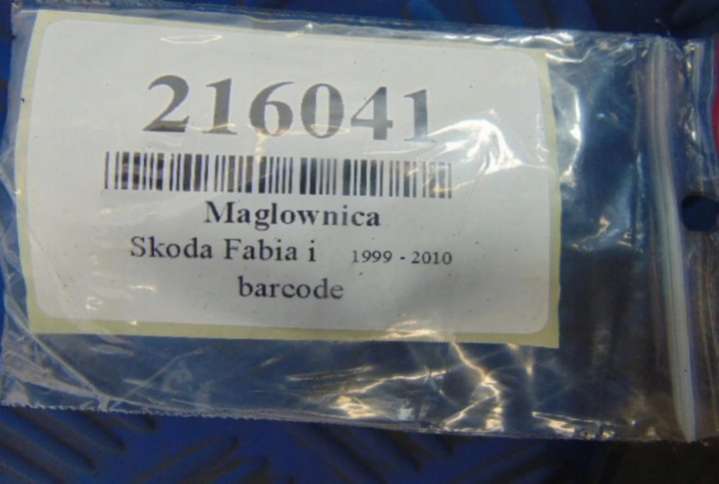 216041
Maglownica
Skoda Fabia i 1999 - 2010
barcode